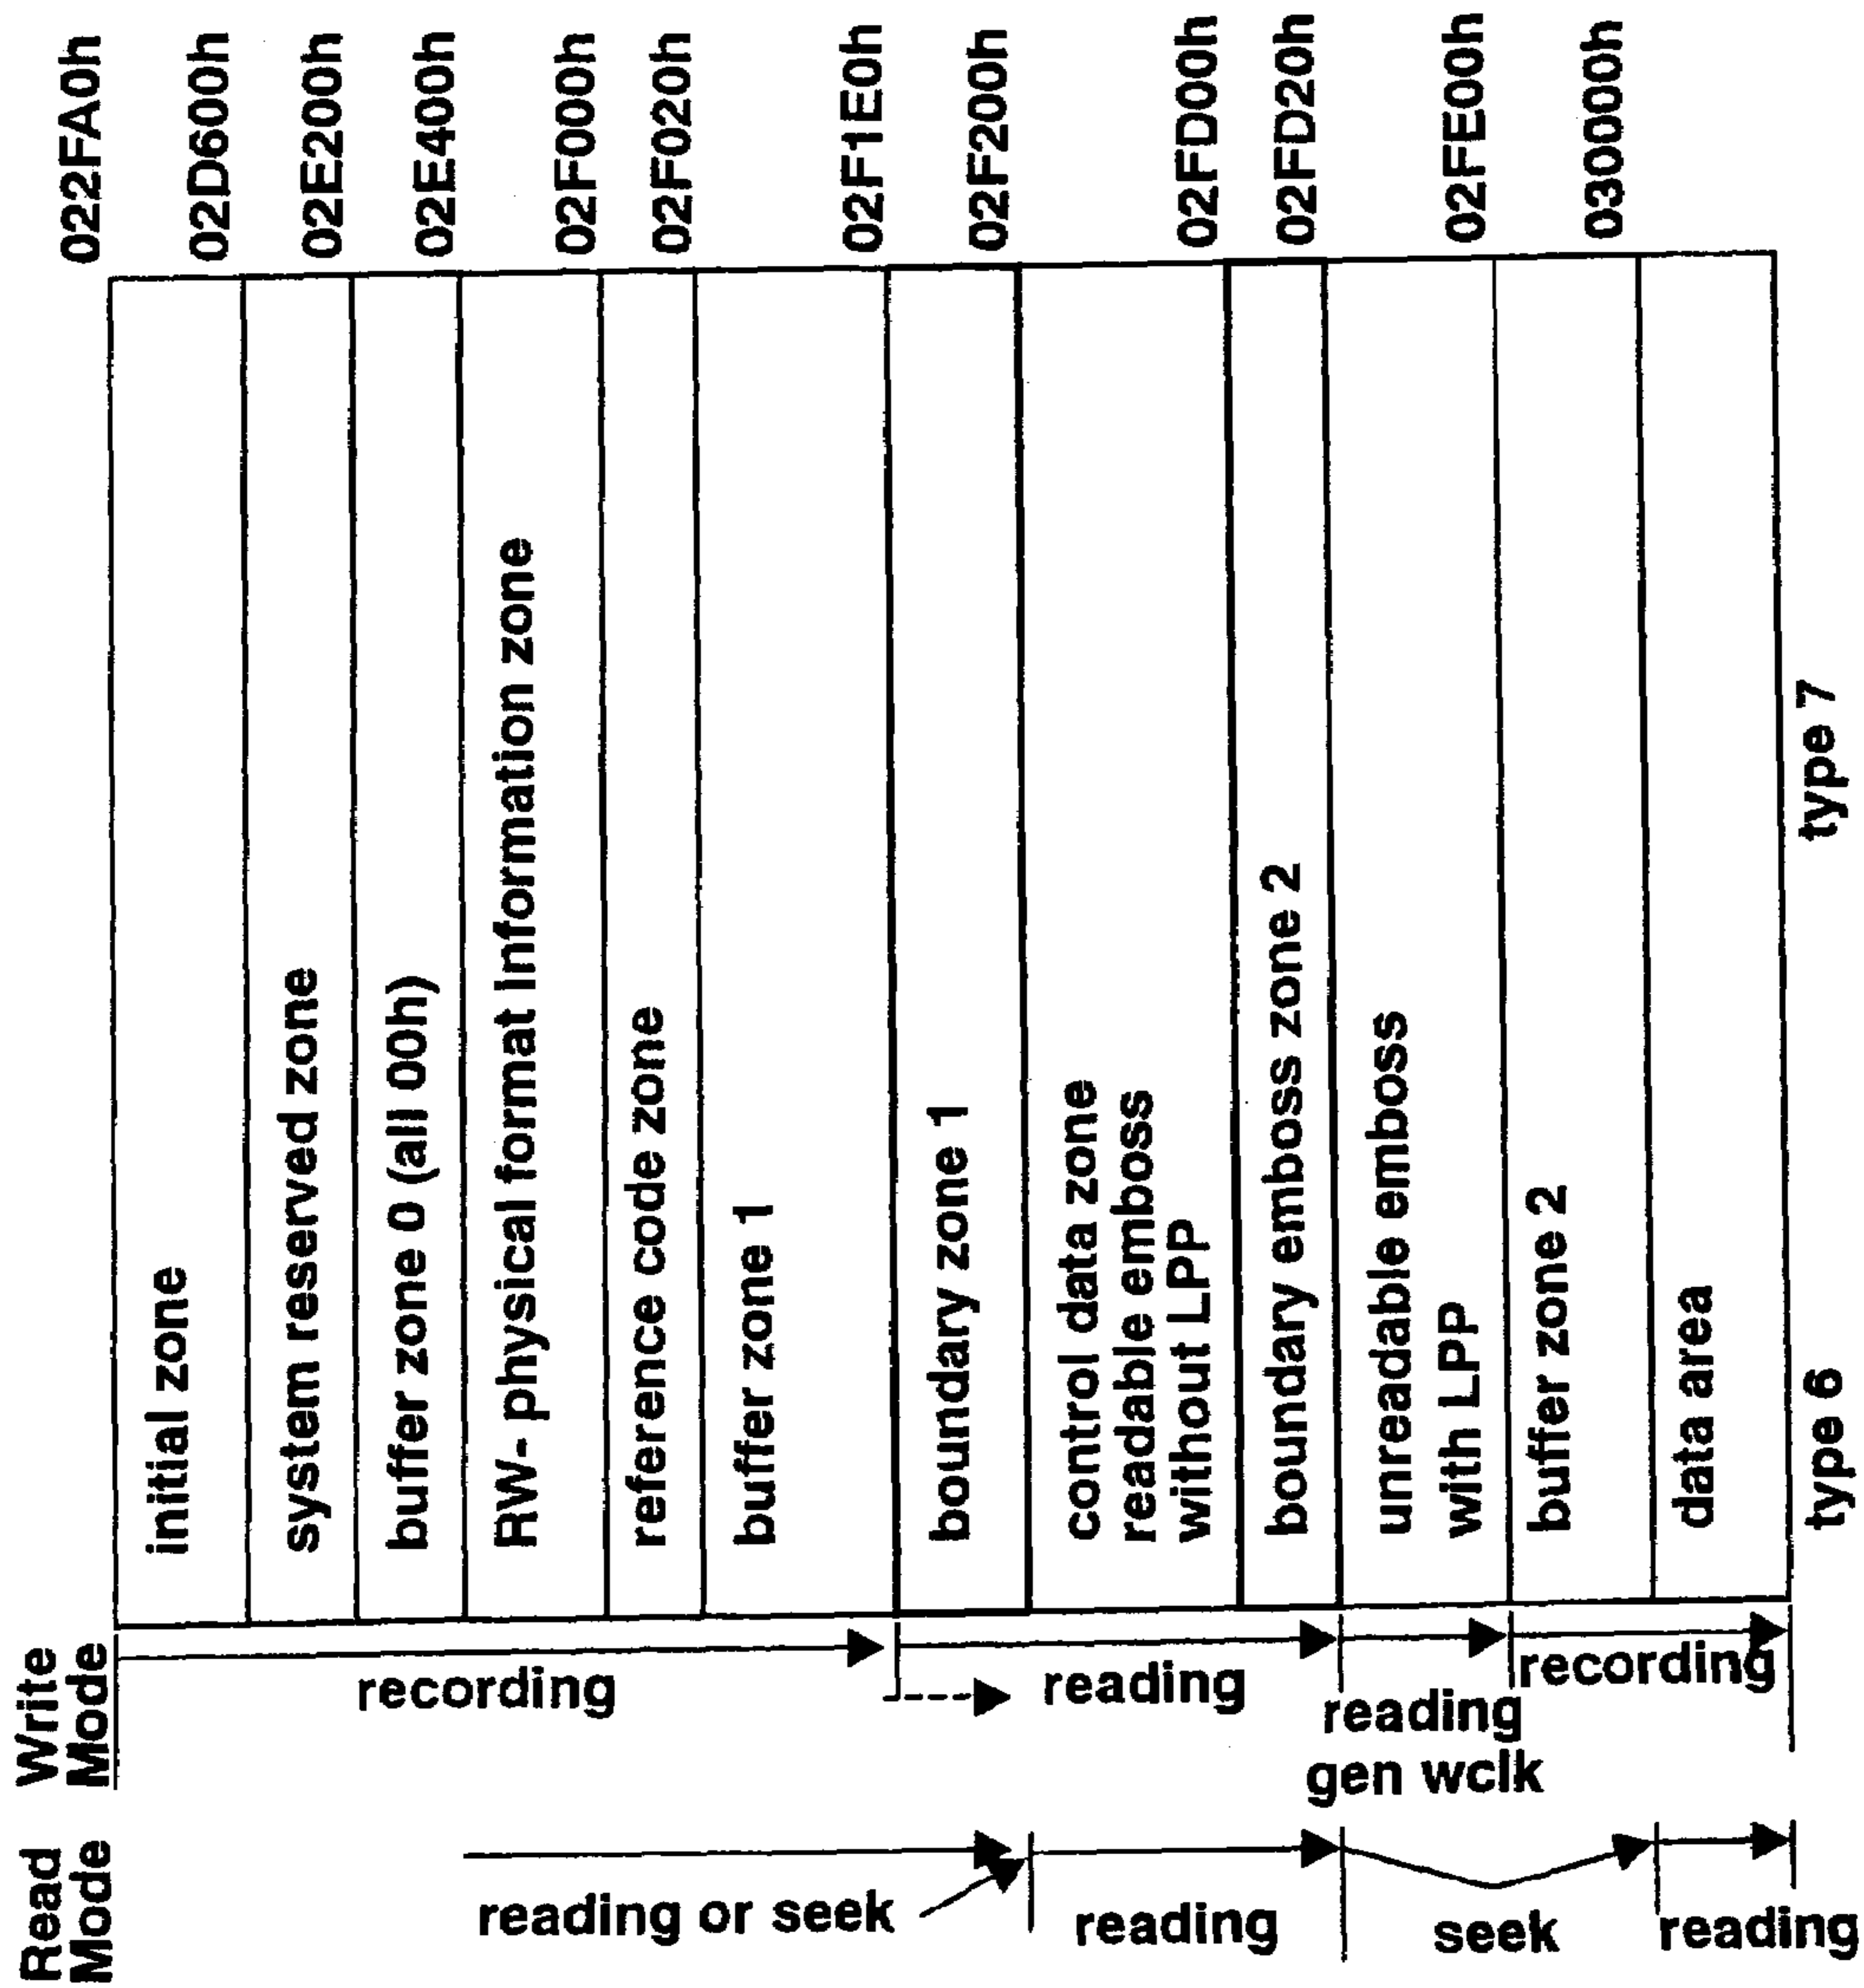 Read
Mode
Write
Mode
022FA0h
initial zone
02D600h
system reserved zone
02E200h
buffer zone 0 (all 00h)
02E400h
RW- physical format information zone
02F000h
reference code zone
02F020h
buffer zone 1
02F1E0h
boundary zone 1
02F200h
control data zone
readable emboss
without LPP
02FD00h
boundary emboss zone 2
02FD20h
unreadable emboss
with LPP
02FE00h
buffer zone 2
030000h
data area
type 6
type 7
recording
reading
reading
gen wclk
recording
reading or seek
reading
seek
reading